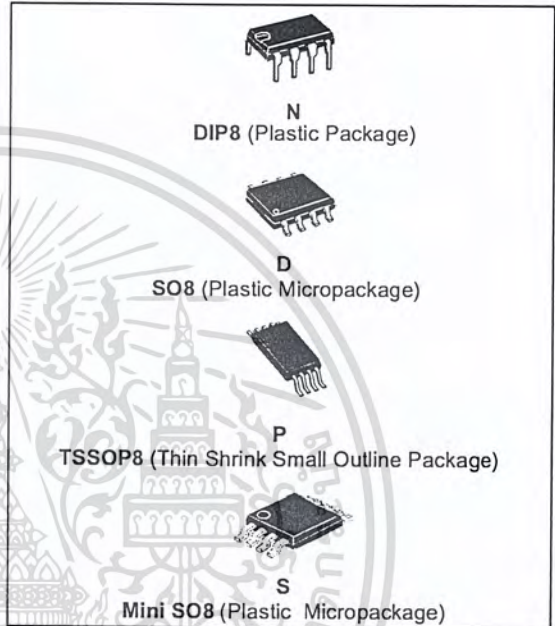 N
DIP8 (Plastic Package)
D
SO8 (Plastic Micropackage)
P
TSSOP8 (Thin Shrink Small Outline Package)
S
Mini SO8 (Plastic Micropackage)